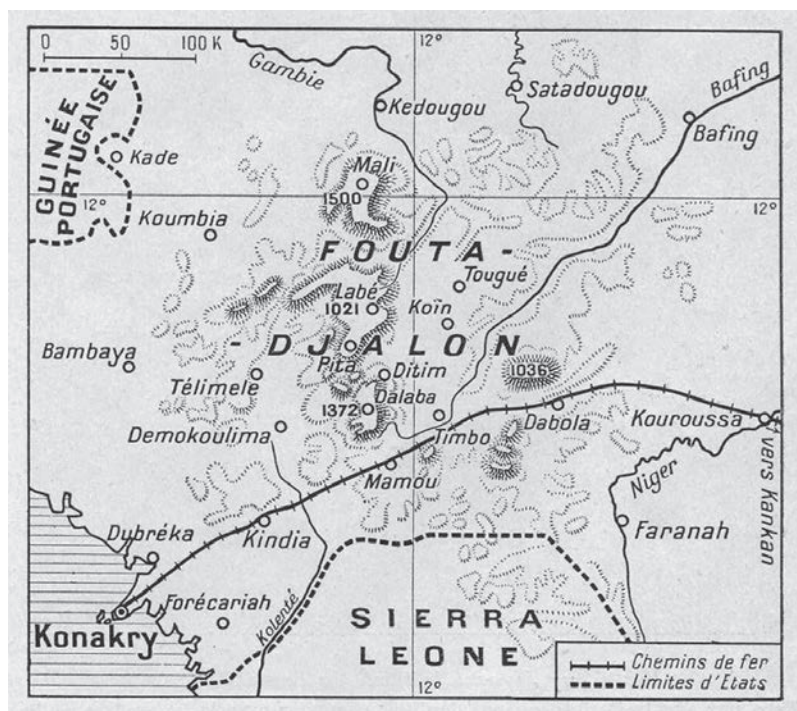 0 50 100 K
12°
Gambie
Kedougou
Satadougou
Bafing
Bafing
GUINÉE
PORTUGAISE
Kade
Mali
1500
12°
12°
Koumbia
FOUTA-
Tougué
Labé
1021
Koïn
-DJALON
Bambaya
Pita
Ditim
1036
Télimele
Dalaba
1372
Demokoulima
Timbo
Dabola
Kouroussa
Mamou
Niger
vers Kankan
Dubréka
Kindia
Faranah
Forécariah
Kolenté
Konakry
SIERRA
LEONE
Chemins de fer
Limites d'Etats
12°